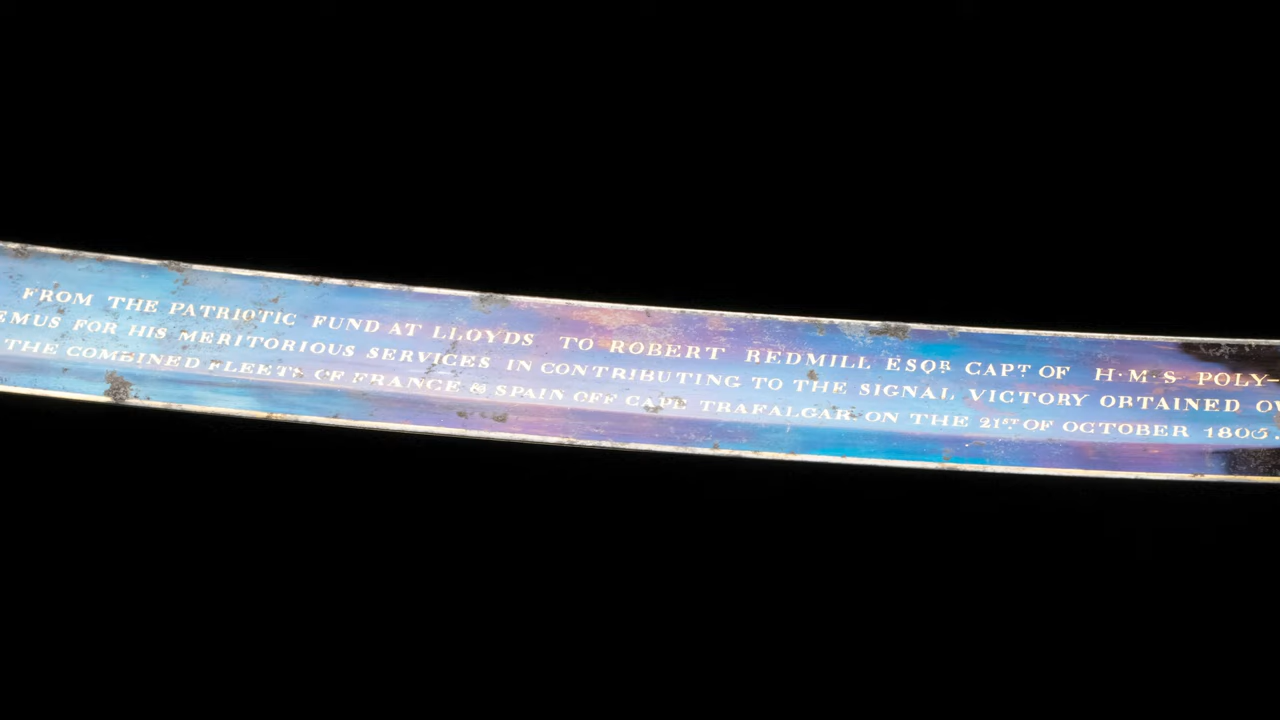 FROM THE PATRIOTIC FUND AT LLOYDS TO ROBERT REDMILL ESQR CAPT OF H·M·S POLY-
EMUS FOR HIS MERITORIOUS SERVICES IN CONTRIBUTING TO THE SIGNAL VICTORY OBTAINED OV
THE COMBINED FLEETS OF FRANCE & SPAIN OFF CAPE TRAFALGAR ON THE 21ST OF OCTOBER 1805.